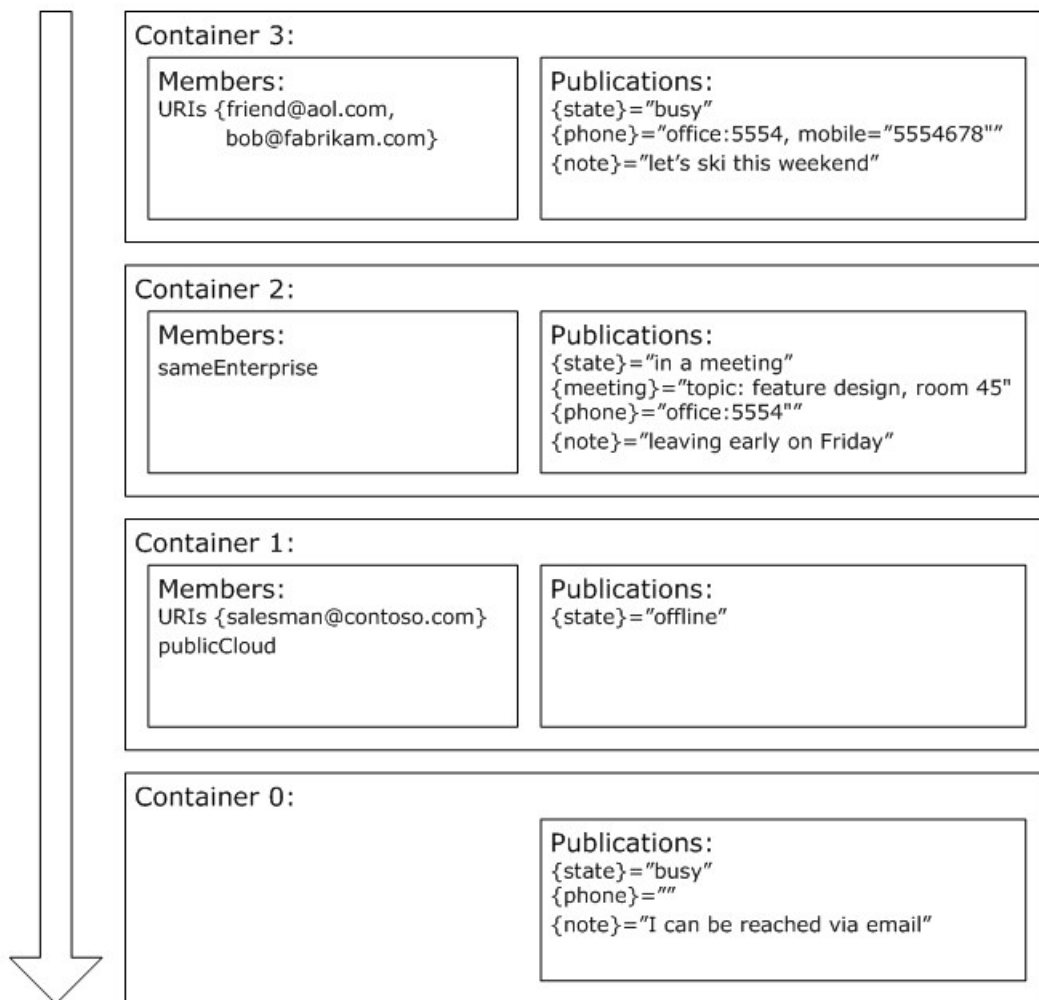 Container 3:
Members:
URIs {friend@aol.com,
bob@fabrikam.com}
Publications:
{state}=”busy”
{phone}=”office:5554, mobile=”5554678"”
{note}=”let’s ski this weekend”
Container 2:
Members:
sameEnterprise
Publications:
{state}=”in a meeting”
{meeting}=”topic: feature design, room 45"
{phone}=”office:5554"”
{note}=”leaving early on Friday”
Container 1:
Members:
URIs {salesman@contoso.com}
publicCloud
Publications:
{state}=”offline”
Container 0:
Publications:
{state}=”busy”
{phone}=””
{note}=”I can be reached via email”